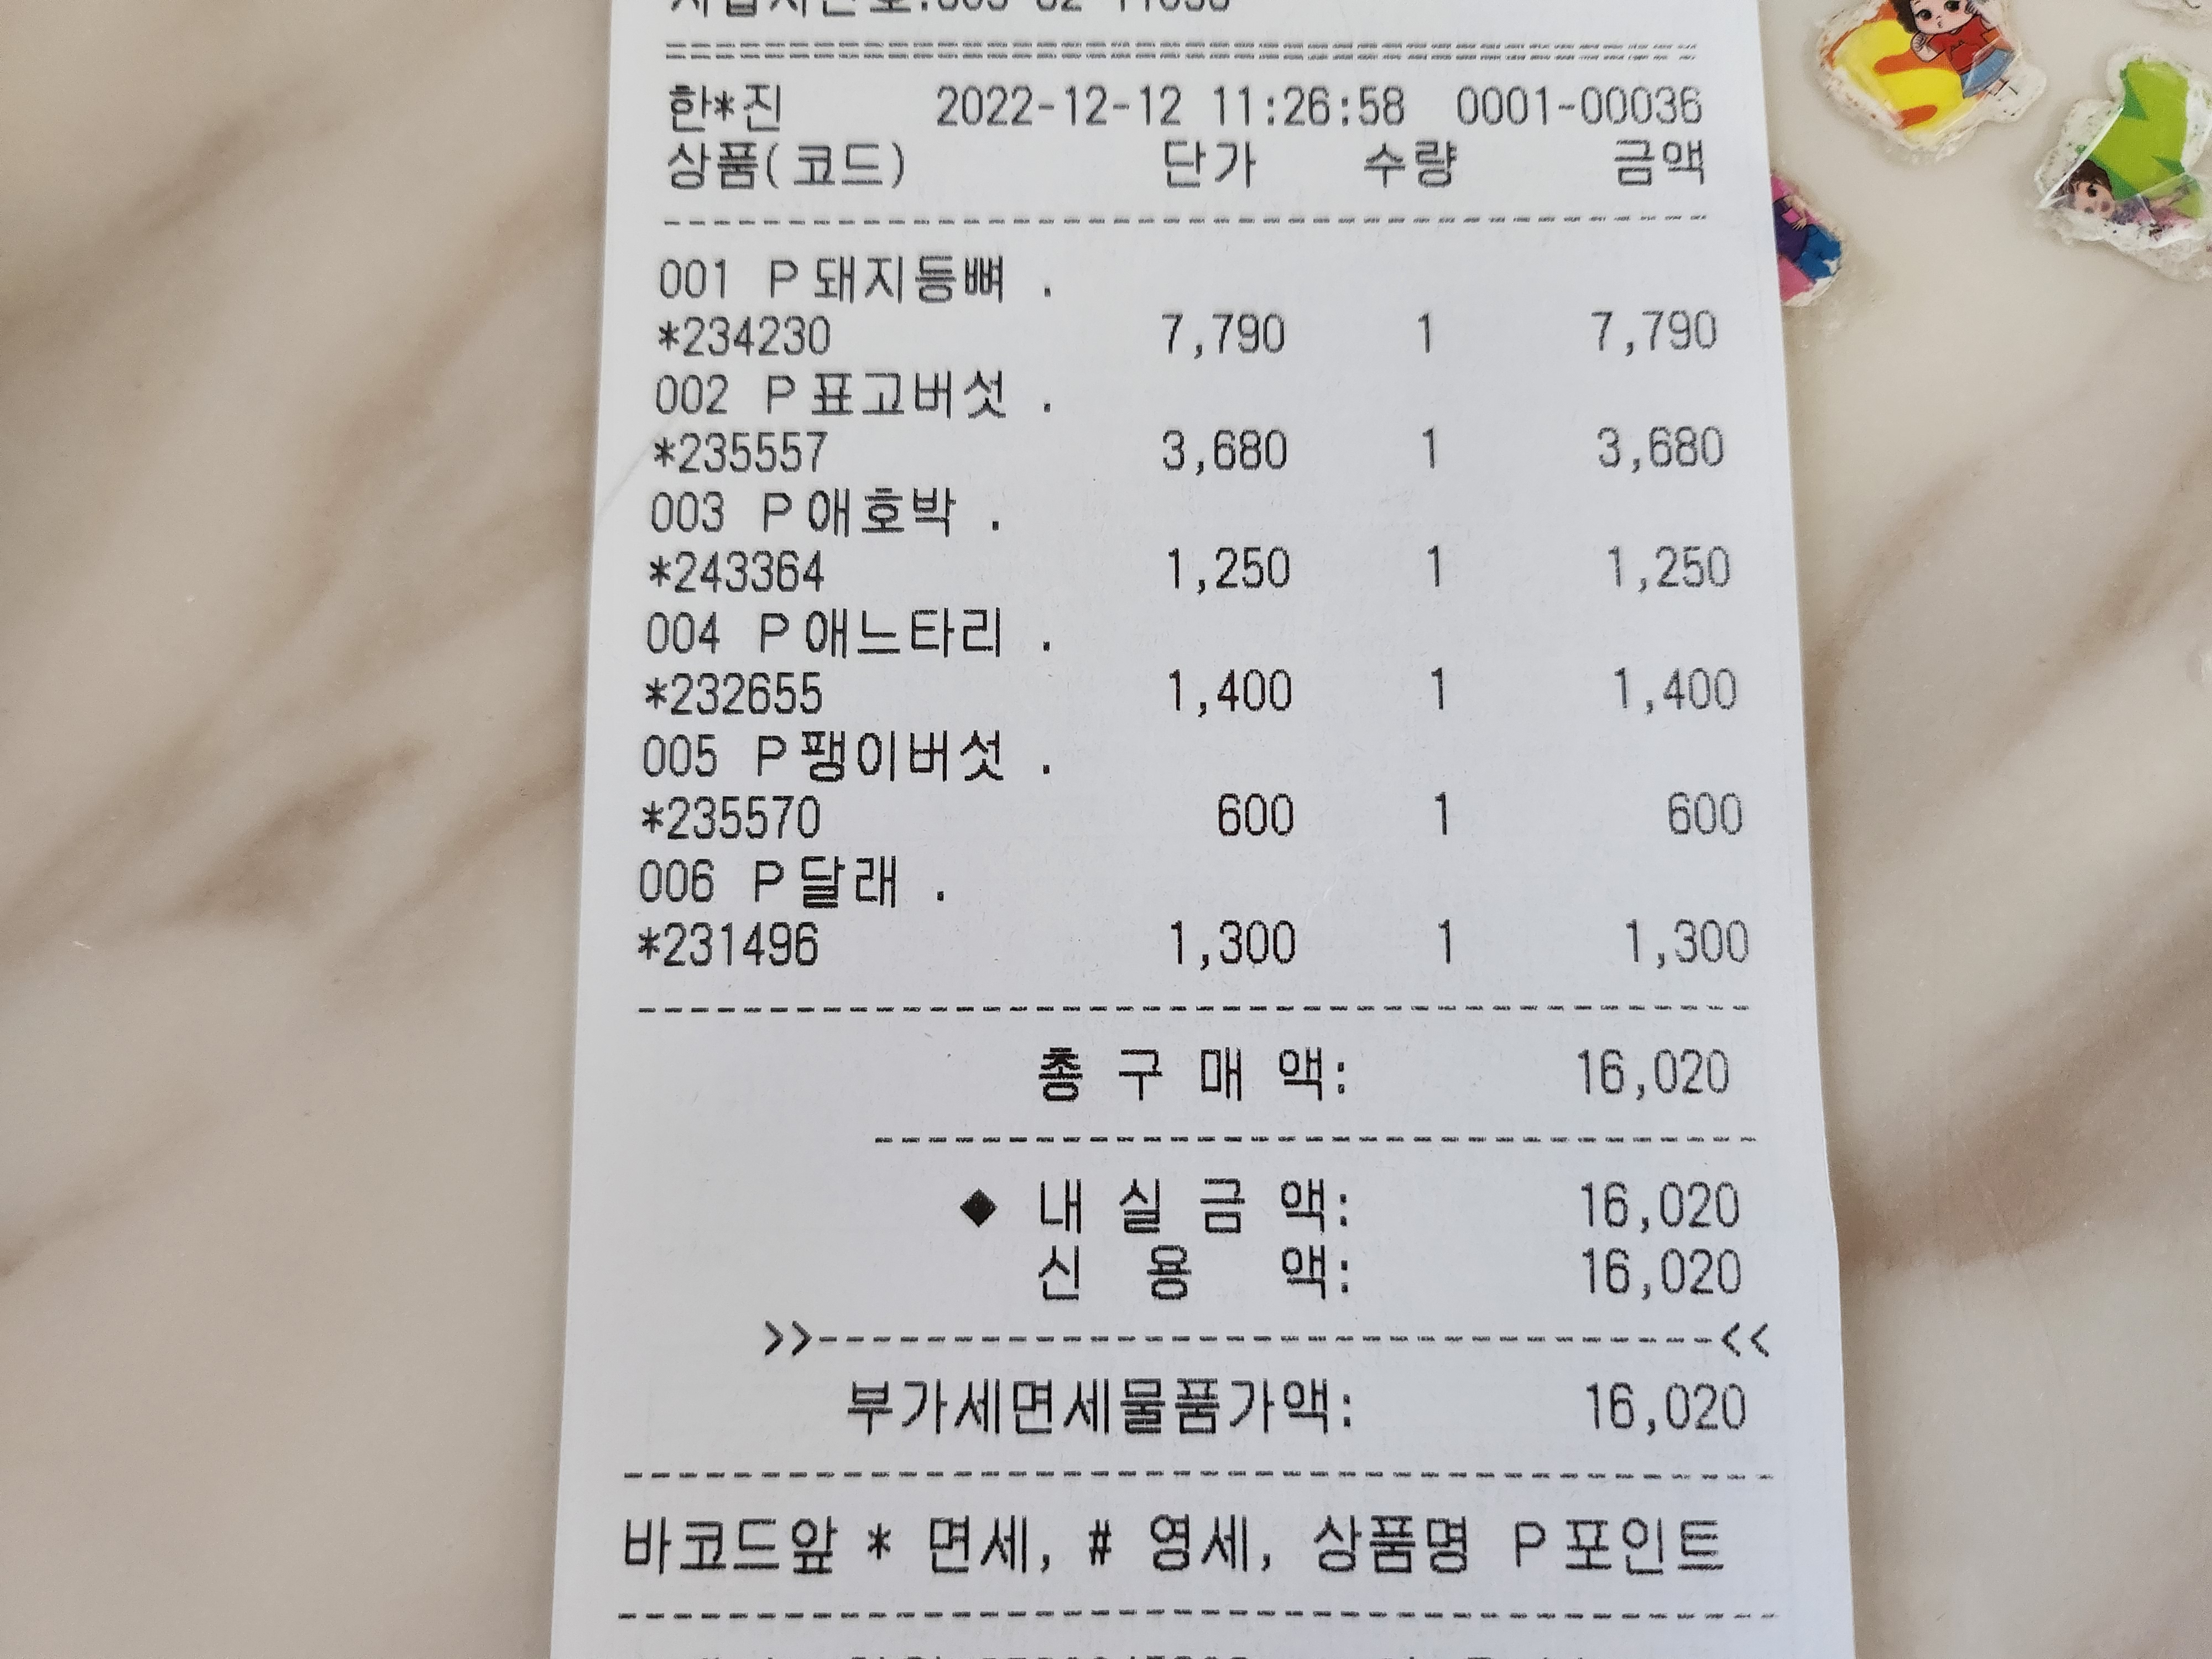 한*진 2022-12-12 11:26:58 0001-00036
상품(코드) 단가 수량 금액
001 P돼지등뼈 .
*234230 7,790 1 7,790
002 P표고버섯 .
*235557 3,680 1 3,680
003 P애호박 .
*243364 1,250 1 1,250
004 P애느타리 .
*232655 1,400 1 1,400
005 P팽이버섯 .
*235570 600 1 600
006 P달래 .
*231496 1,300 1 1,300
총 구 매 액: 16,020
◆ 내 실 금 액: 16,020
신 용 액: 16,020
>>----------------------------------<<
부가세면세물품가액: 16,020
바코드앞 * 면세, # 영세, 상품명 P포인트